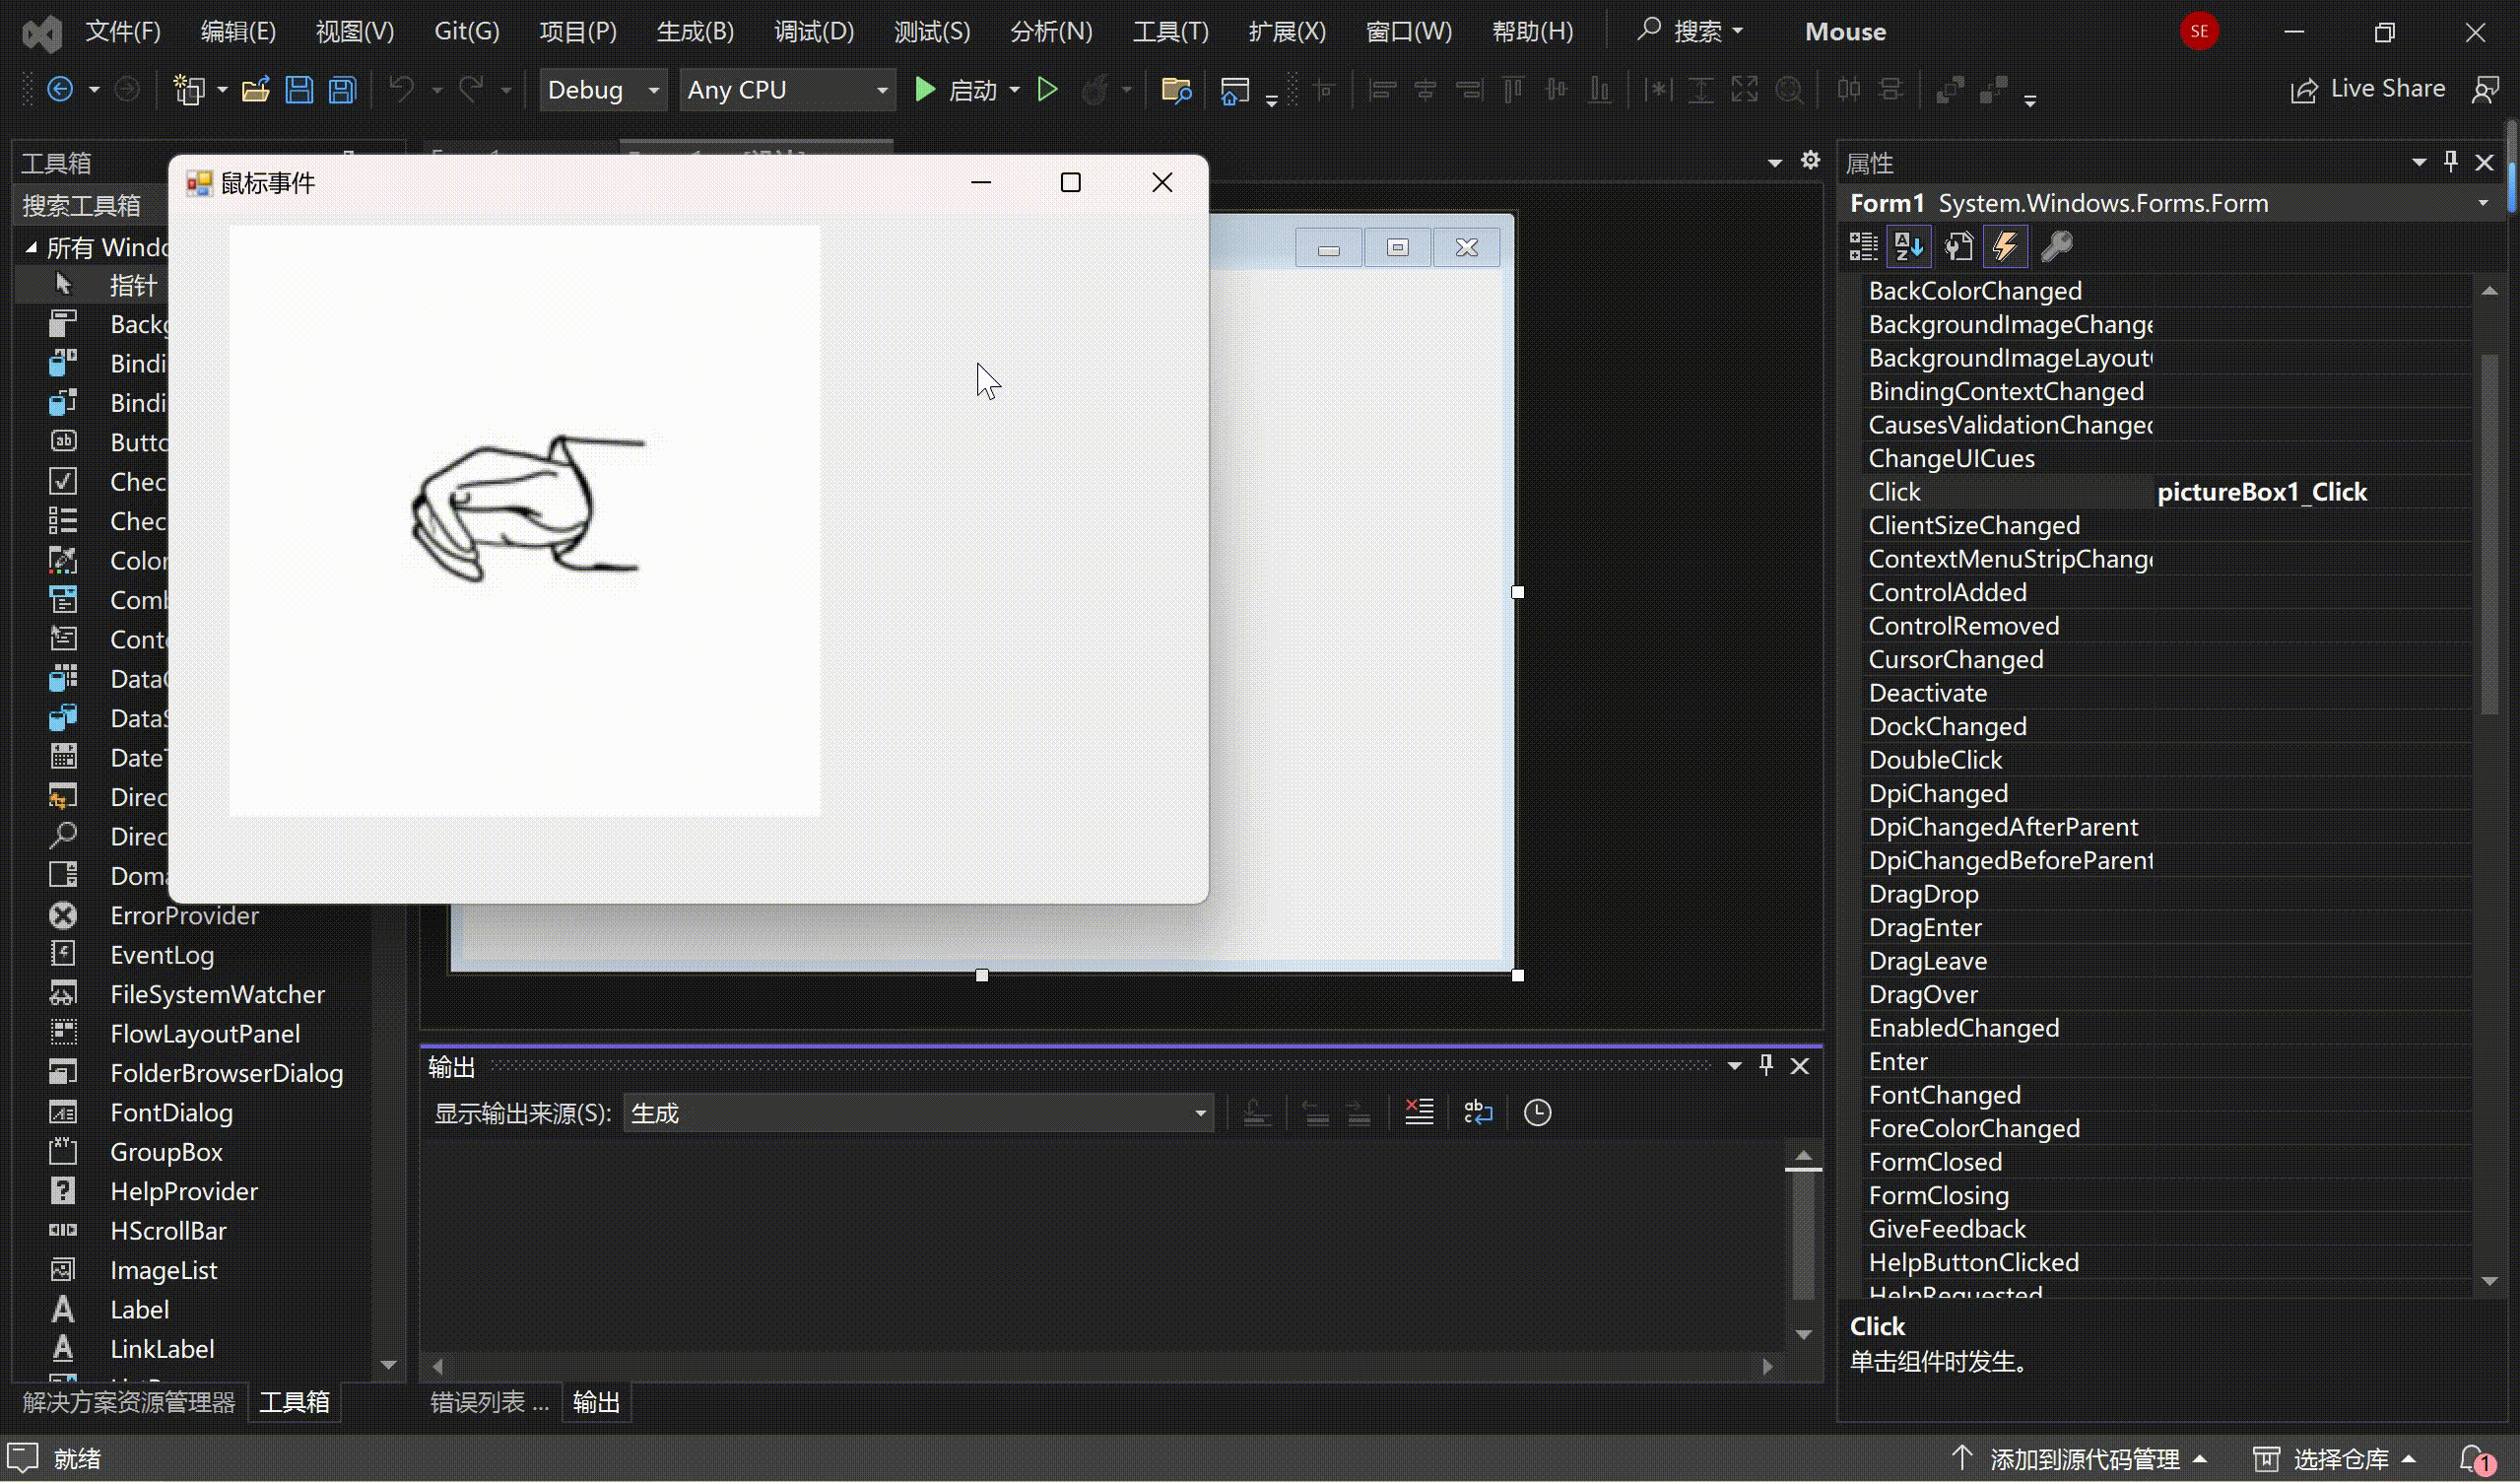 文件(F) 编辑(E) 视图(V) Git(G) 项目(P) 生成(B) 调试(D) 测试(S) 分析(N) 工具(T) 扩展(X) 窗口(W) 帮助(H) 搜索 Mouse SE
Debug Any CPU 启动 Live Share
工具箱
搜索工具箱
所有 Windo
指针
Backg
Bindi
Bindi
Butto
Chec
Chec
Color
Comb
Conte
Data
DataS
DateT
Direc
Direc
Doma
ErrorProvider
EventLog
FileSystemWatcher
FlowLayoutPanel
FolderBrowserDialog
FontDialog
GroupBox
HelpProvider
HScrollBar
ImageList
Label
LinkLabel
解决方案资源管理器 工具箱
鼠标事件
输出
显示输出来源(S): 生成
错误列表 ... 输出
属性
Form1 System.Windows.Forms.Form
BackColorChanged
BackgroundImageChange
BackgroundImageLayout
BindingContextChanged
CausesValidationChanged
ChangeUICues
Click pictureBox1_Click
ClientSizeChanged
ContextMenuStripChange
ControlAdded
ControlRemoved
CursorChanged
Deactivate
DockChanged
DoubleClick
DpiChanged
DpiChangedAfterParent
DpiChangedBeforeParent
DragDrop
DragEnter
DragLeave
DragOver
EnabledChanged
Enter
FontChanged
ForeColorChanged
FormClosed
FormClosing
GiveFeedback
HelpButtonClicked
HelpRequested
Click
单击组件时发生。
就绪 添加到源代码管理 选择仓库 1